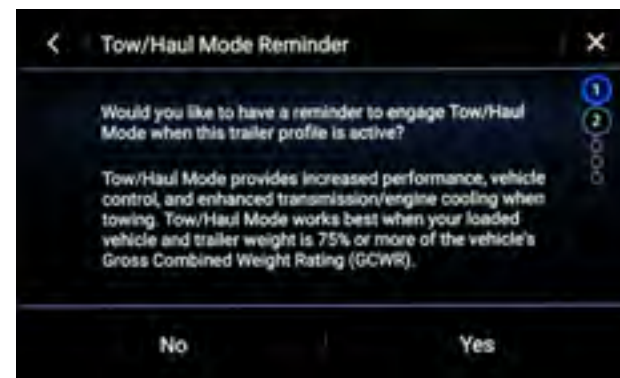 Tow/Haul Mode Reminder
1
2
Would you like to have a reminder to engage Tow/Haul
Mode when this trailer profile is active?
Tow/Haul Mode provides increased performance, vehicle
control, and enhanced transmission/engine cooling when
towing. Tow/Haul Mode works best when your loaded
vehicle and trailer weight is 75% or more of the vehicle's
Gross Combined Weight Rating (GCWR).
No
Yes